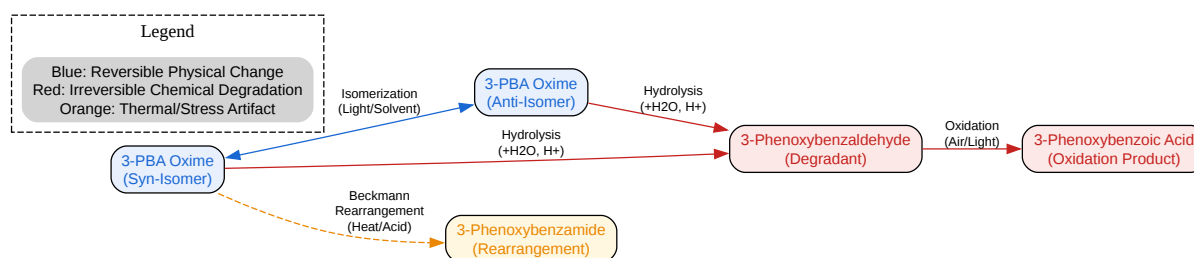 Legend
Blue: Reversible Physical Change
Red: Irreversible Chemical Degradation
Orange: Thermal/Stress Artifact
3-PBA Oxime
(Syn-Isomer)
Isomerization
(Light/Solvent)
3-PBA Oxime
(Anti-Isomer)
Hydrolysis
(+H2O, H+)
Hydrolysis
(+H2O, H+)
3-Phenoxybenzaldehyde
(Degradant)
Oxidation
(Air/Light)
3-Phenoxybenzoic Acid
(Oxidation Product)
Beckmann
Rearrangement
(Heat/Acid)
3-Phenoxybenzamide
(Rearrangement)